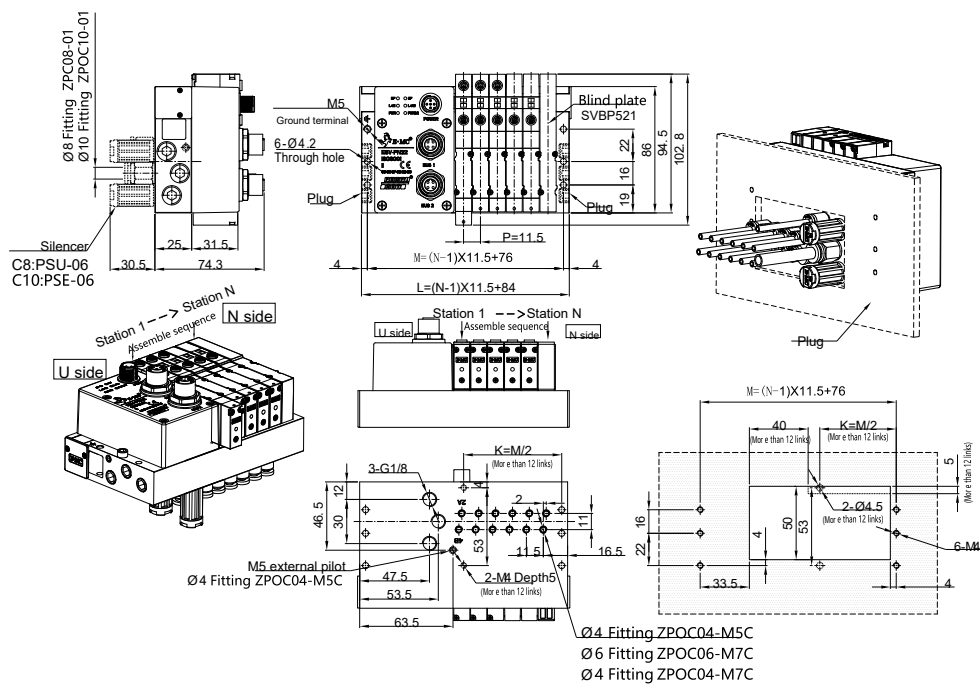 Ø8 Fitting ZPC08-01
Ø10 Fitting ZPOC10-01
Silencer
C8:PSU-06
C10:PSE-06
30.5
25
31.5
74.3
M5
Ground terminal
6-Ø4.2
Through hole
Plug
E·MC
POWER
BUS 1
BUS 2
Blind plate
SVBP521
Plug
22
16
19
86
94.5
102.8
P=11.5
M=(N-1)X11.5+76
4
4
L=(N-1)X11.5+84
Plug
Station 1 --> Station N
Assemble sequence
N side
U side
Station 1 -->Station N
Assemble sequence
U side
N side
K=M/2
(More than 12 links)
3-G1/8
12
46.5
30
4
2
11
53
11.5
16.5
M5 external pilot
Ø4 Fitting ZPOC04-M5C
47.5
53.5
63.5
2-M4 Depth5
(More than 12 links)
Ø4 Fitting ZPOC04-M5C
Ø6 Fitting ZPOC06-M7C
Ø4 Fitting ZPOC04-M7C
M=(N-1)X11.5+76
40
(More than 12 links)
K=M/2
(More than 12 links)
5
(More than 12 links)
2-Ø4.5
(More than 12 links)
16
22
4
50
53
6-M4
33.5
4